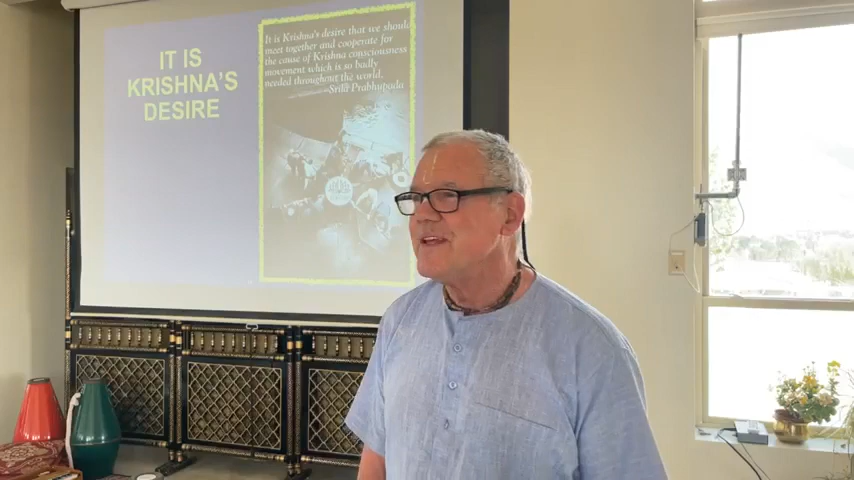 IT IS
KRISHNA'S
DESIRE
It is Krishna's desire that we should
meet together and cooperate for
the cause of Krishna consciousness
movement which is so badly
needed throughout the world.
~Srila Prabhupada